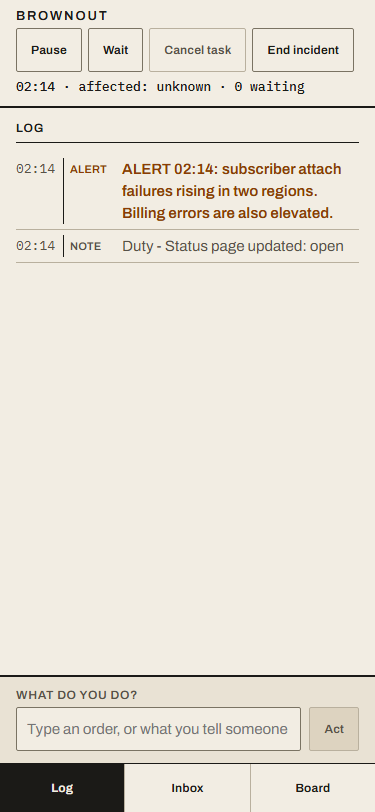 BROWNOUT
Pause Wait Cancel task End incident
02:14 · affected: unknown · 0 waiting
LOG
02:14 ALERT ALERT 02:14: subscriber attach
failures rising in two regions.
Billing errors are also elevated.
02:14 NOTE Duty - Status page updated: open
WHAT DO YOU DO?
Type an order, or what you tell someone Act
Log Inbox Board